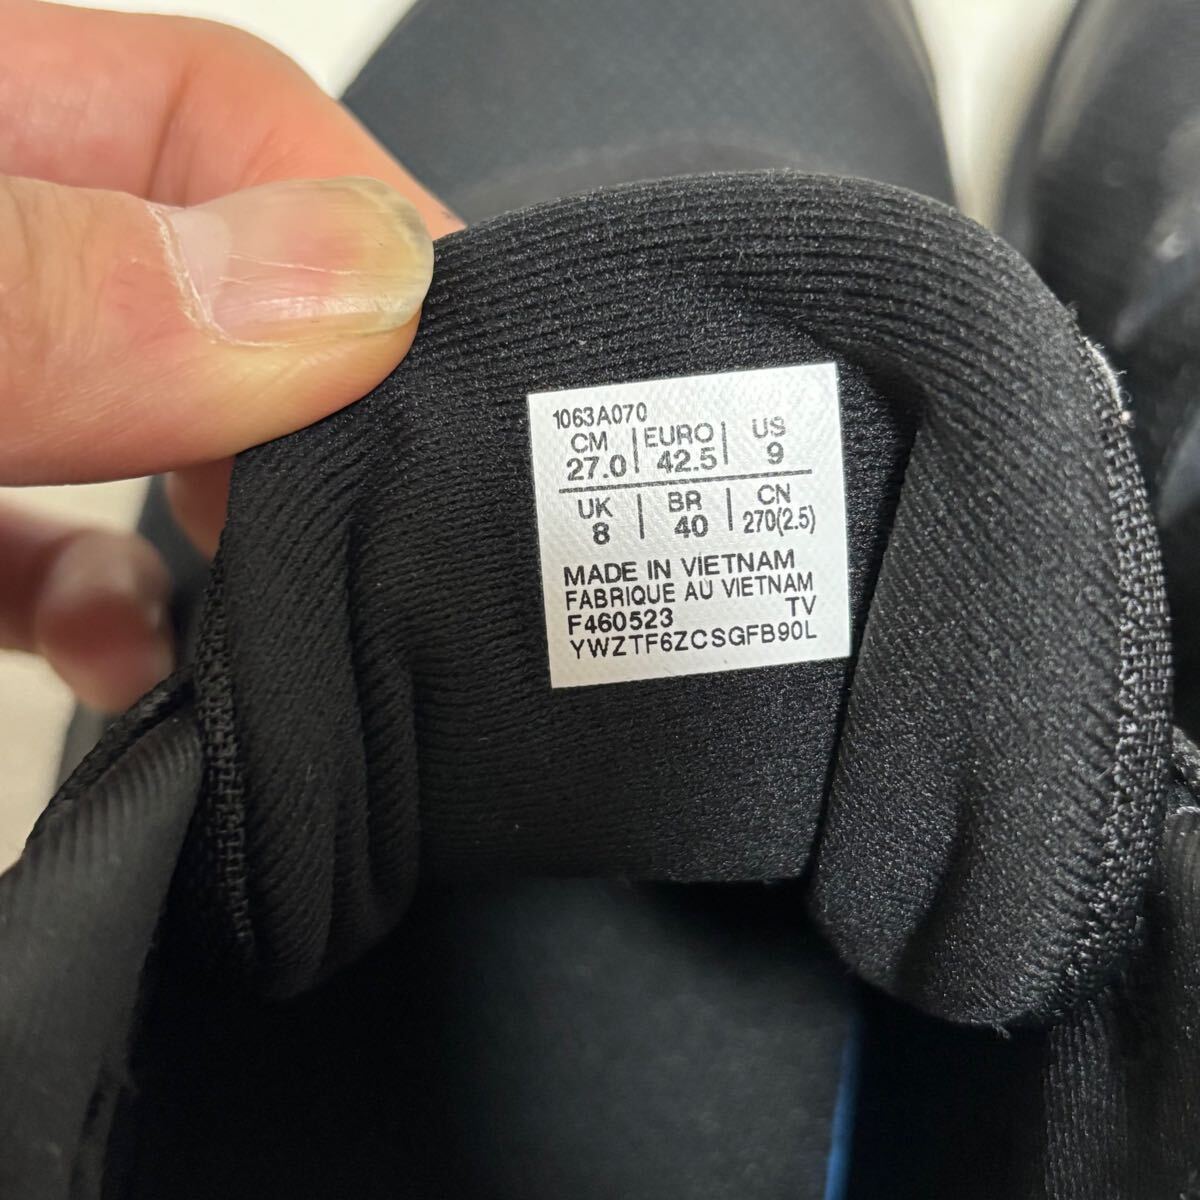 1063A070
CM | EURO | US
27.0 | 42.5 | 9
UK | BR | CN
8 | 40 | 270(2.5)
MADE IN VIETNAM
FABRIQUE AU VIETNAM
F460523 TV
YWZTF6ZCSGFB90L